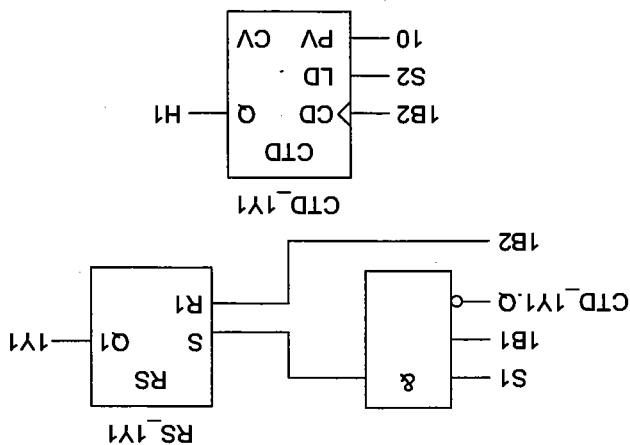 RS_1Y1
S1
&
RS
1B1
S
Q1
1Y1
CTD_1Y1.Q
R1
1B2
CTD_1Y1
CTD
1B2
CD
Q
H1
S2
LD
10
PV
CV